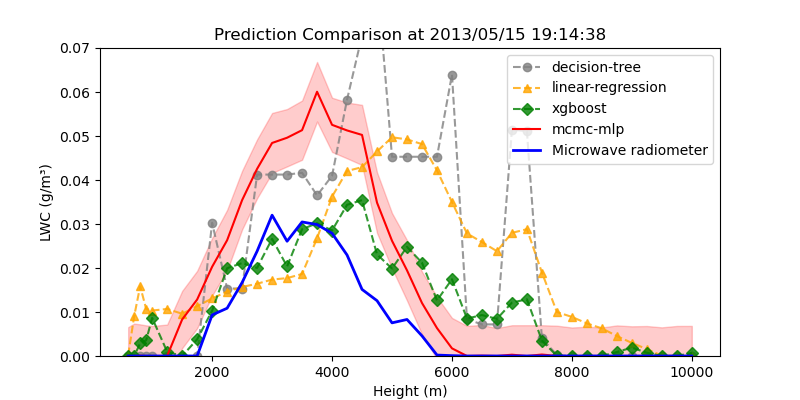 Prediction Comparison at 2013/05/15 19:14:38
0.07
0.06
0.05
0.04
0.03
0.02
0.01
0.00
LWC (g/m³)
decision-tree
linear-regression
xgboost
mcmc-mlp
Microwave radiometer
2000 4000 6000 8000 10000
Height (m)